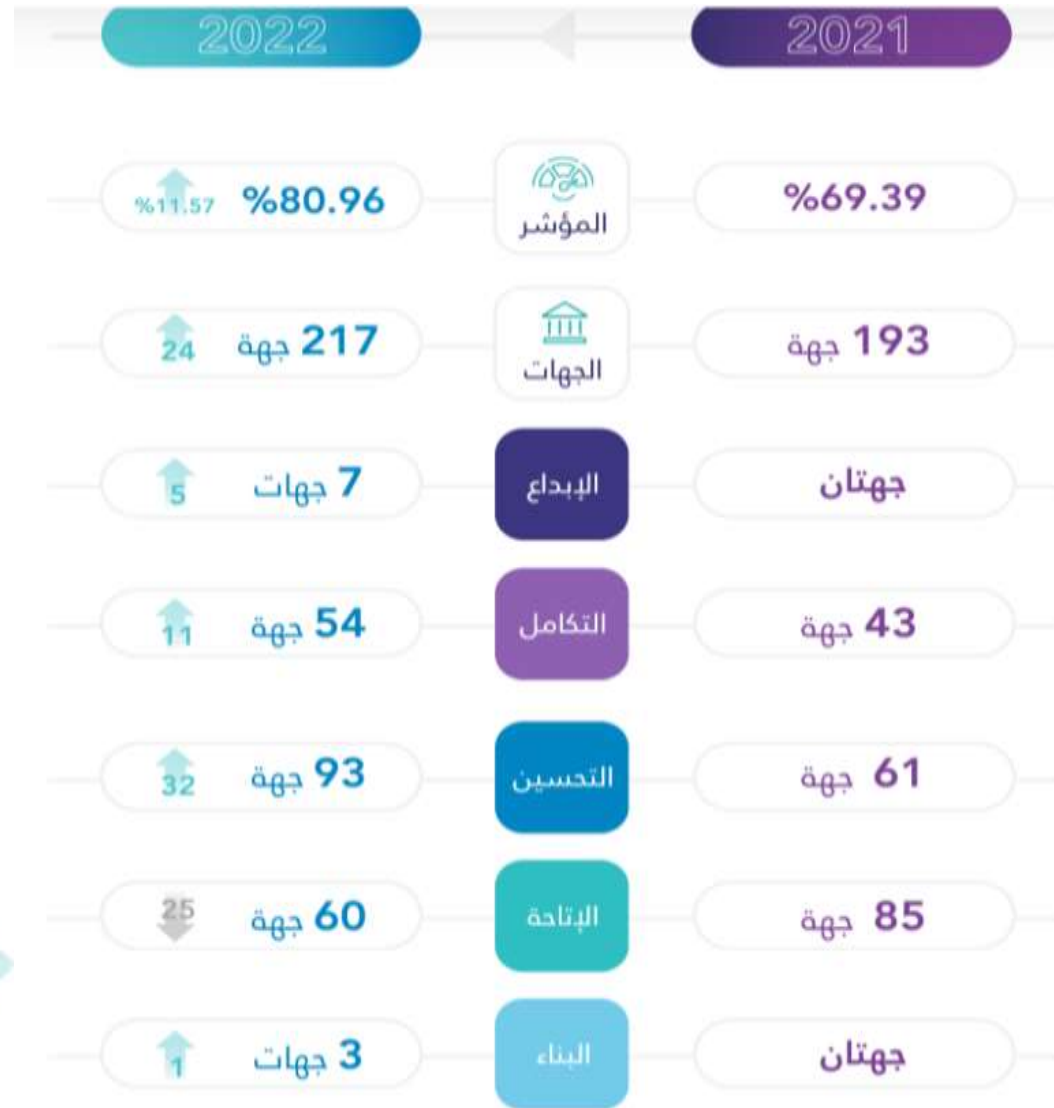 2021
2022
%69.39
المؤشر
%80.96
%11.57
193 جهة
الجهات
217 جهة
24
جهتان
الإبداع
7 جهات
5
43 جهة
التكامل
54 جهة
11
61 جهة
التحسين
93 جهة
32
85 جهة
الإتاحة
60 جهة
25
جهتان
البناء
3 جهات
1